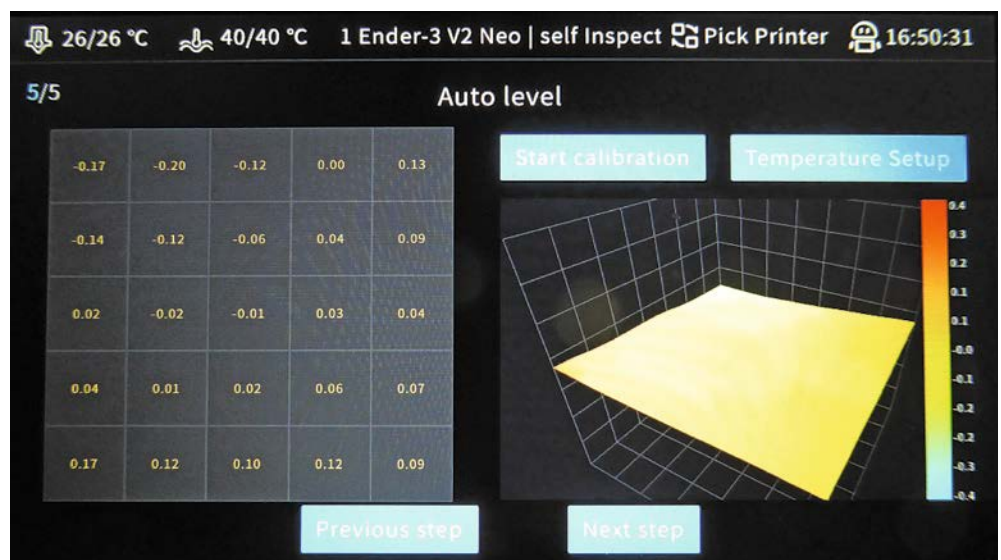 26/26 °C 40/40 °C 1 Ender-3 V2 Neo | self Inspect Pick Printer 16:50:31
5/5 Auto level
Start calibration Temperature Setup
-0.17 -0.20 -0.12 0.00 0.13
-0.14 -0.12 -0.06 0.04 0.09
0.02 -0.02 -0.01 0.03 0.04
0.04 0.01 0.02 0.06 0.07
0.17 0.12 0.10 0.12 0.09
0.4
0.3
0.2
0.1
0.1
-0.0
-0.1
-0.2
-0.2
-0.3
-0.4
Previous step Next step